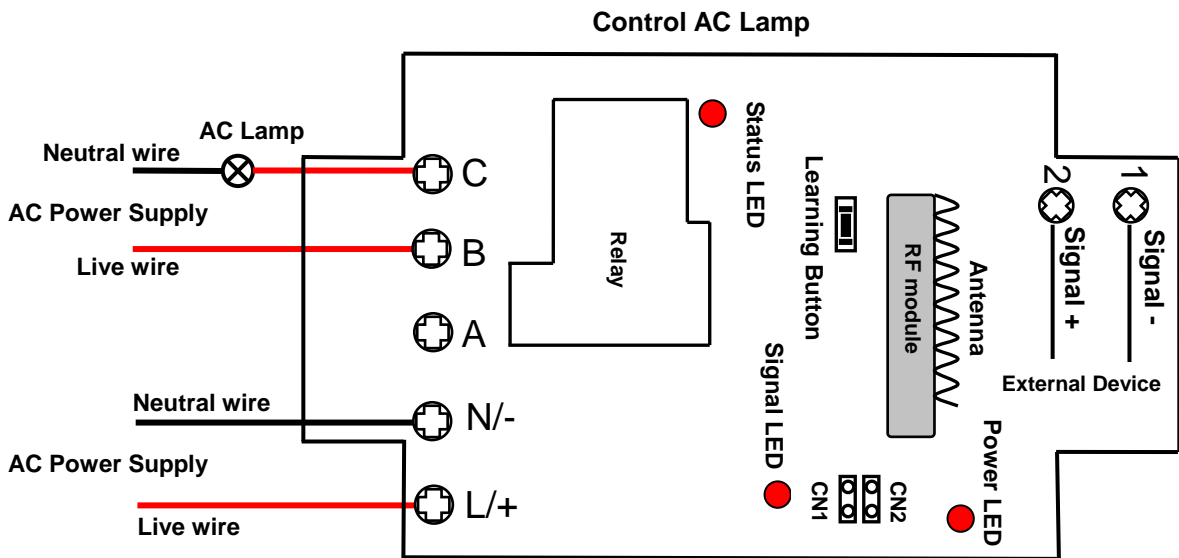 Control AC Lamp
AC Lamp
Neutral wire
AC Power Supply
Live wire
C
B
A
Neutral wire
N/-
AC Power Supply
L/+
Live wire
Relay
Status LED
Learning Button
RF module
Antenna
Signal LED
CN1
CN2
Power LED
2
1
Signal +
Signal -
External Device